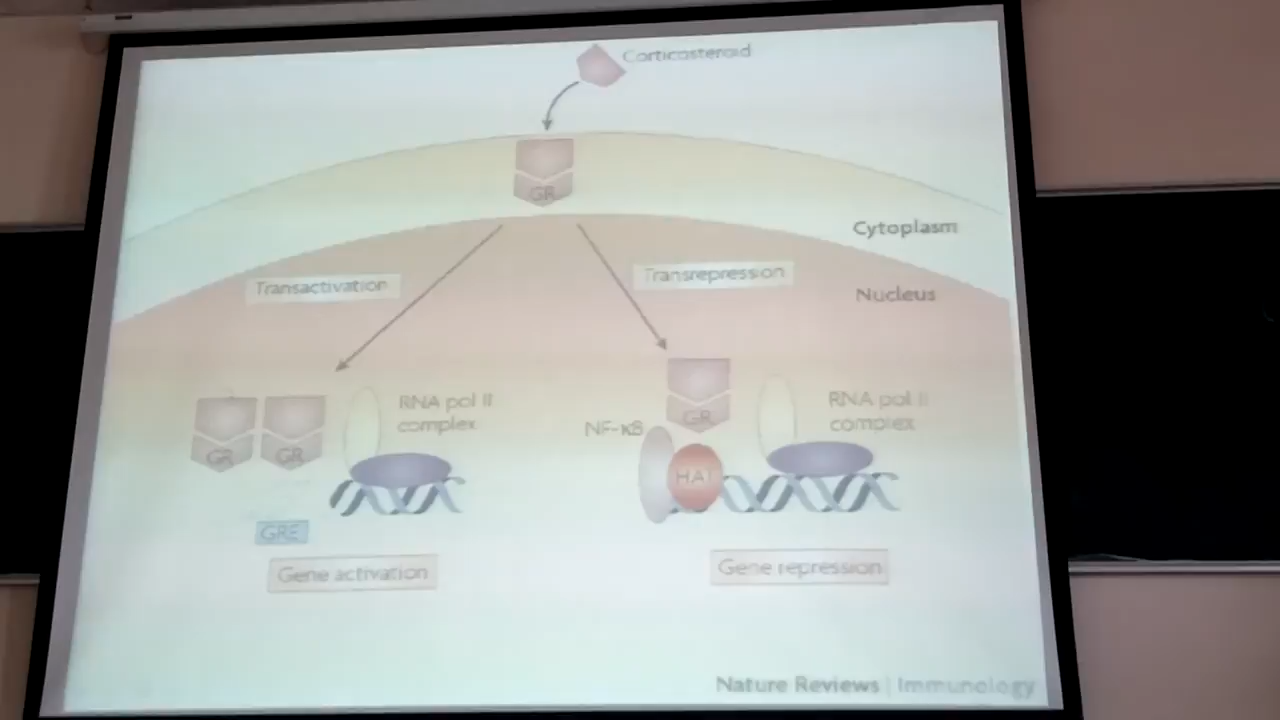 Corticosteroid
GR
Cytoplasm
Transactivation
Transrepression
Nucleus
GR
GR
RNA pol II
complex
GRE
Gene activation
GR
NF-κB
HAT
RNA pol II
complex
Gene repression
Nature Reviews | Immunology